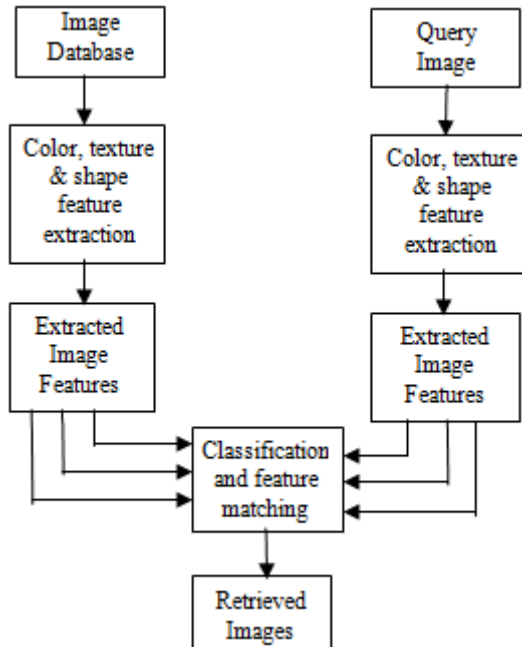 Image
Database
Query
Image
Color, texture
& shape
feature
extraction
Color, texture
& shape
feature
extraction
Extracted
Image
Features
Extracted
Image
Features
Classification
and feature
matching
Retrieved
Images